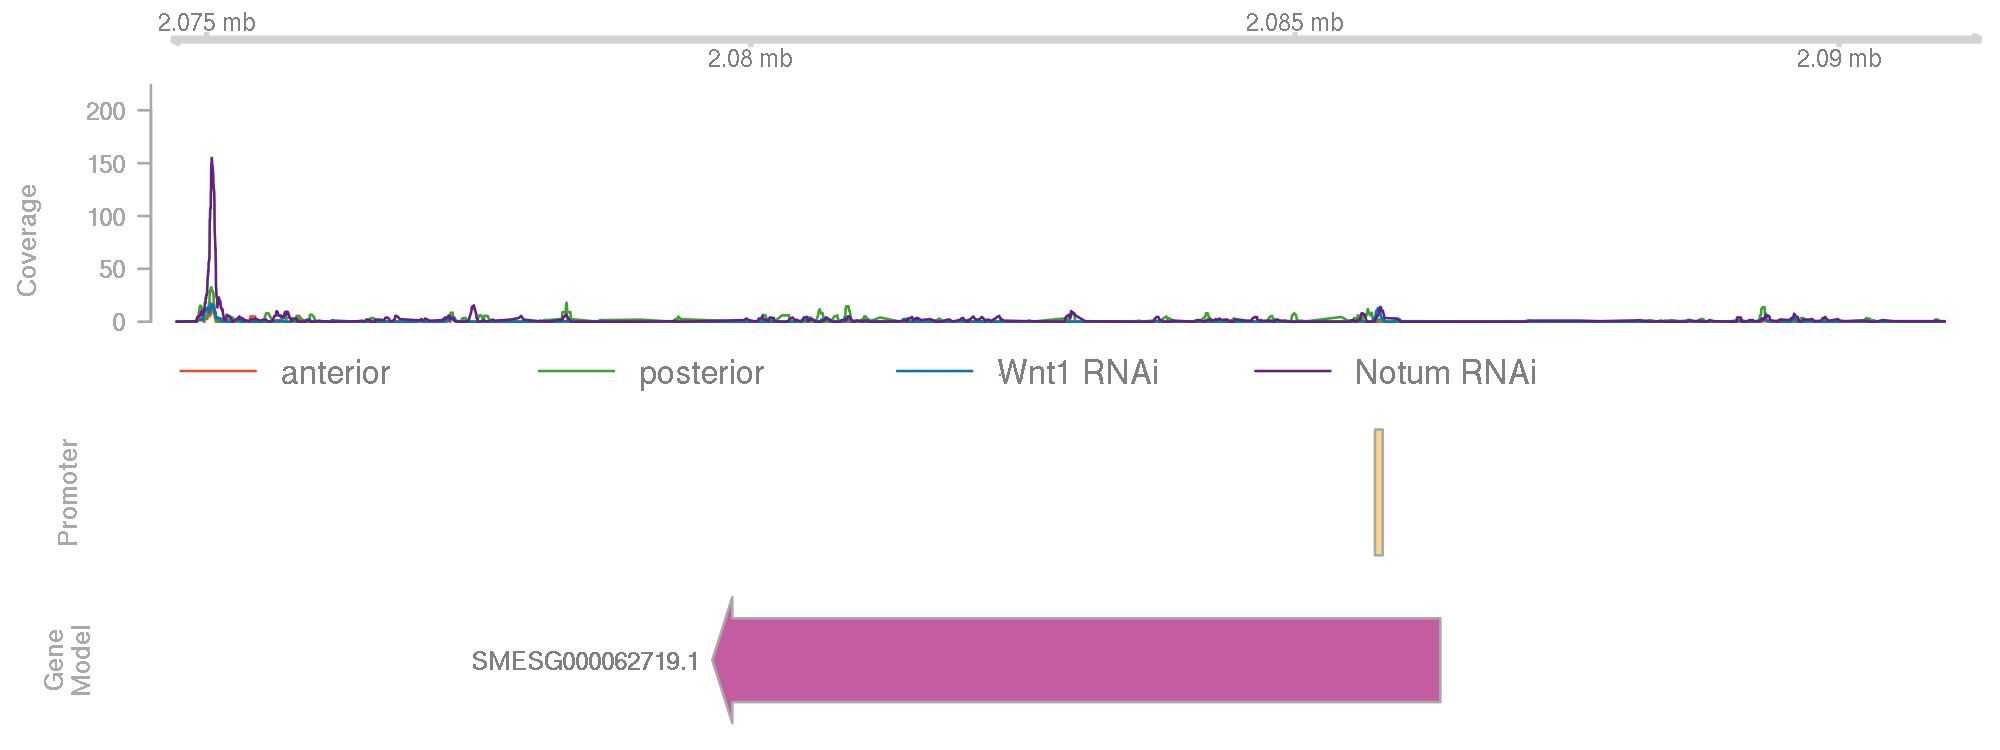 2.075 mb
2.085 mb
2.08 mb
2.09 mb
Coverage
200
150
100
50
0
anterior
posterior
Wnt1 RNAi
Notum RNAi
Promoter
Gene
Model
SMESG000062719.1